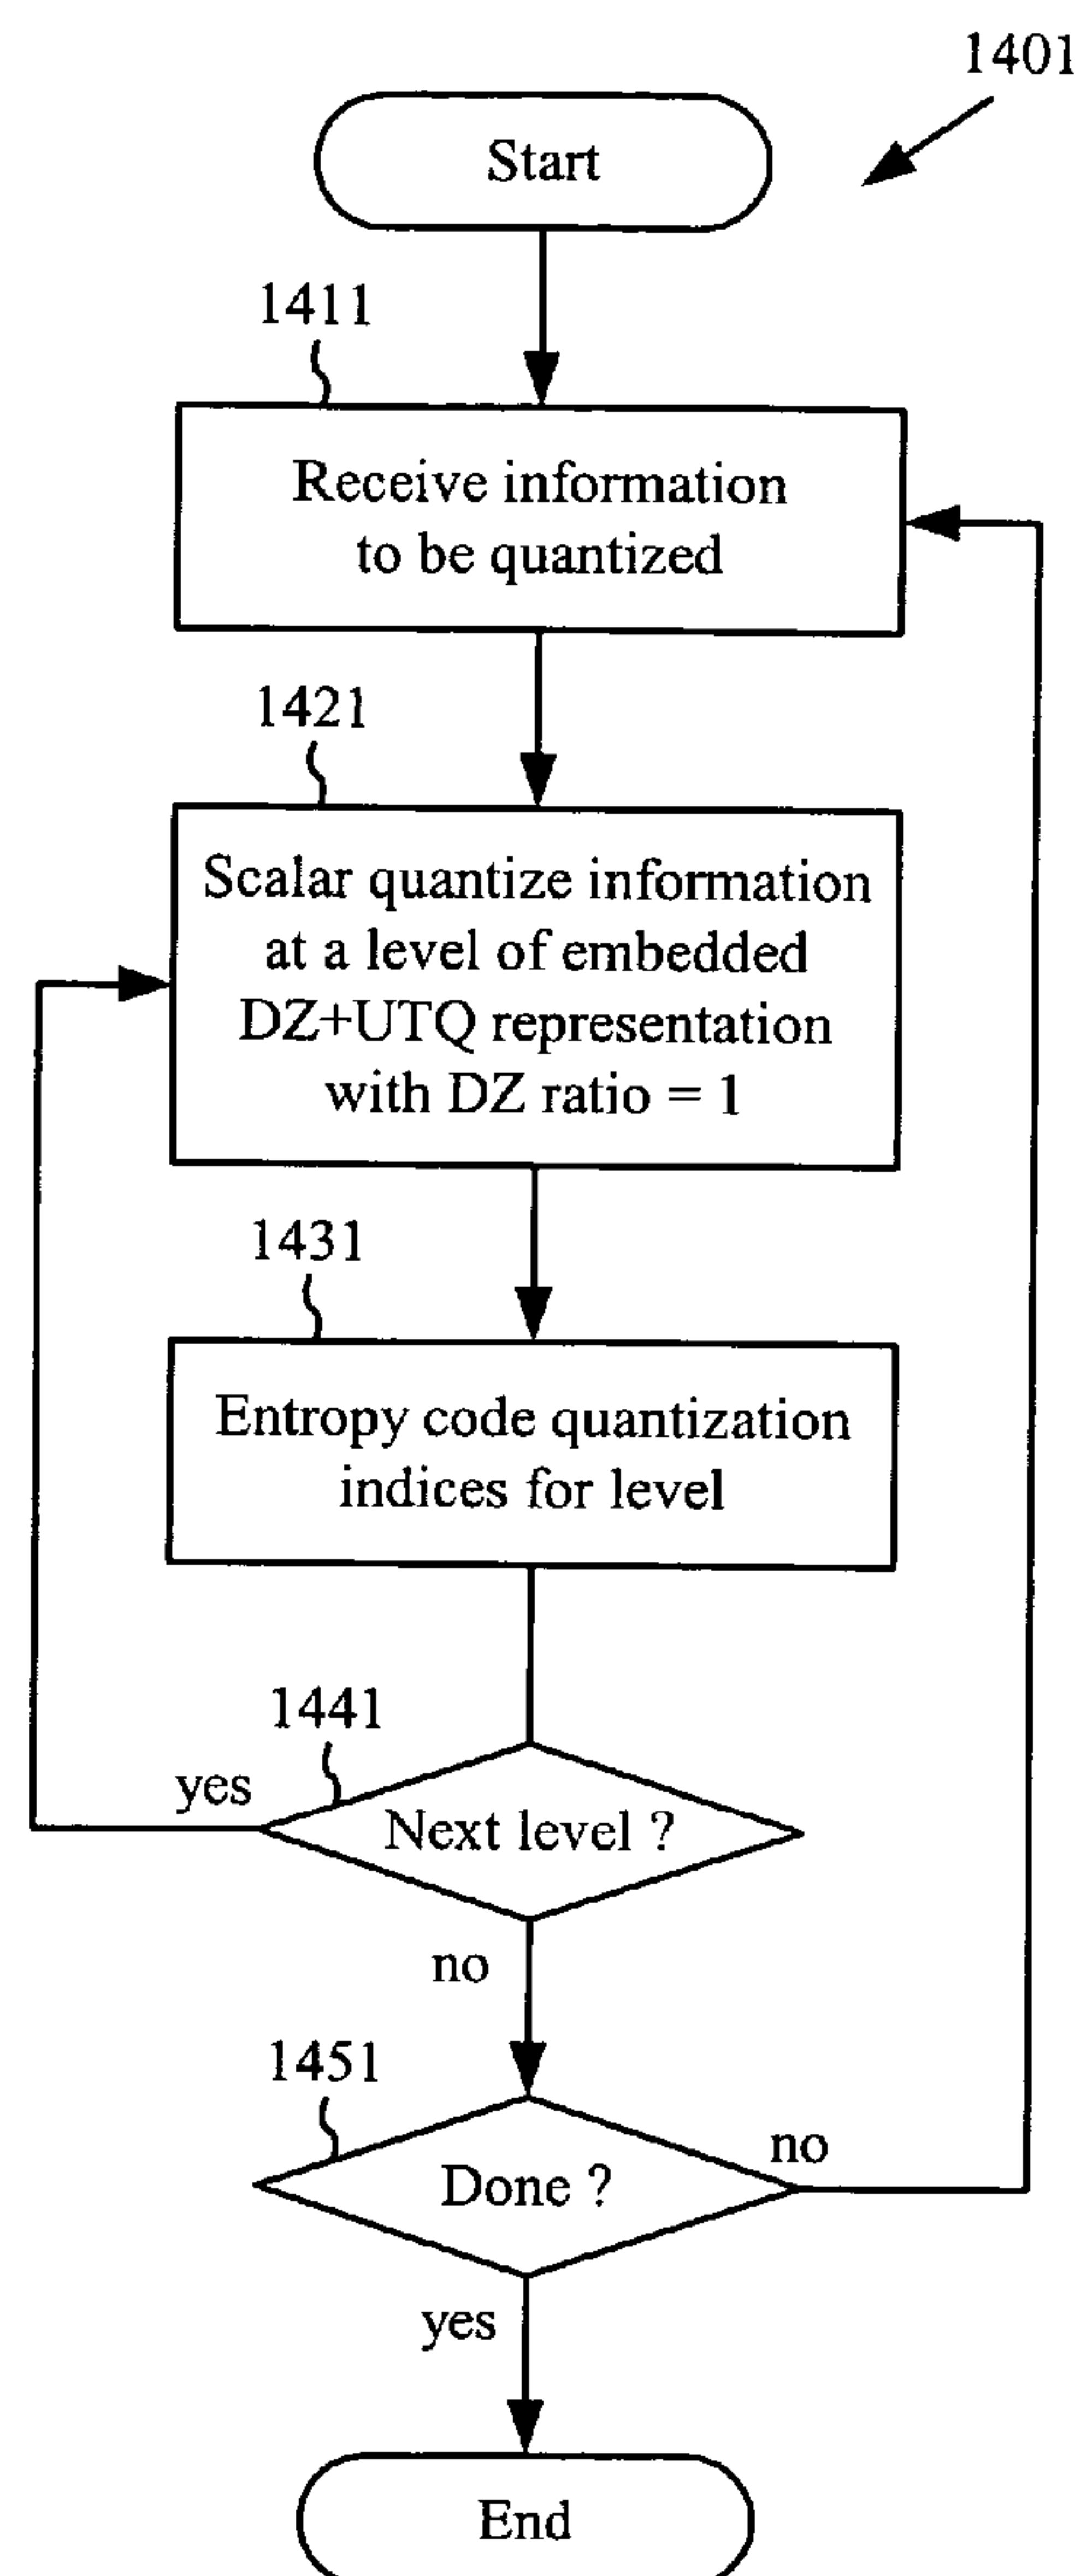 1401
Start
1411
Receive information
to be quantized
1421
Scalar quantize information
at a level of embedded
DZ+UTQ representation
with DZ ratio = 1
1431
Entropy code quantization
indices for level
1441
yes
Next level ?
no
1451
no
Done ?
yes
End